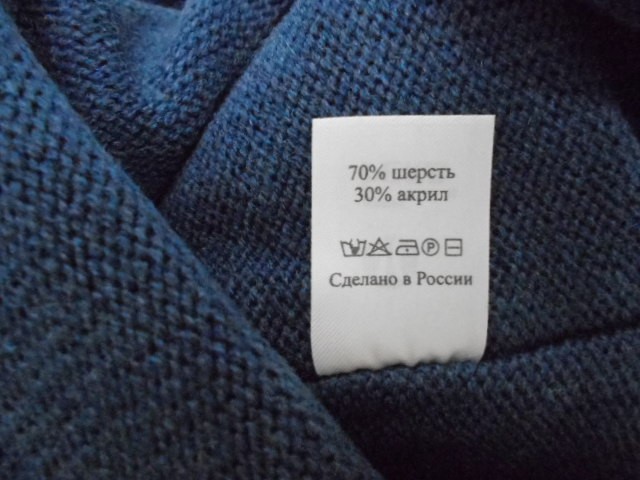 70% шерсть
30% акрил
P
Сделано в России